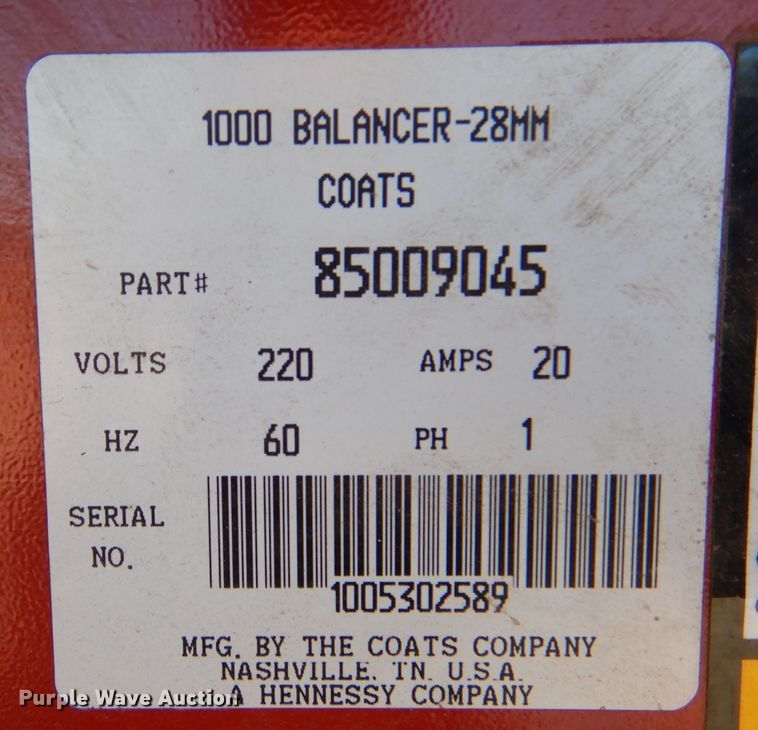 1000 BALANCER-28MM
COATS
PART# 85009045
VOLTS 220 AMPS 20
HZ 60 PH 1
SERIAL NO.
1005302589
MFG. BY THE COATS COMPANY
NASHVILLE, TN. U.S.A.
A HENNESSY COMPANY
Purple Wave Auction